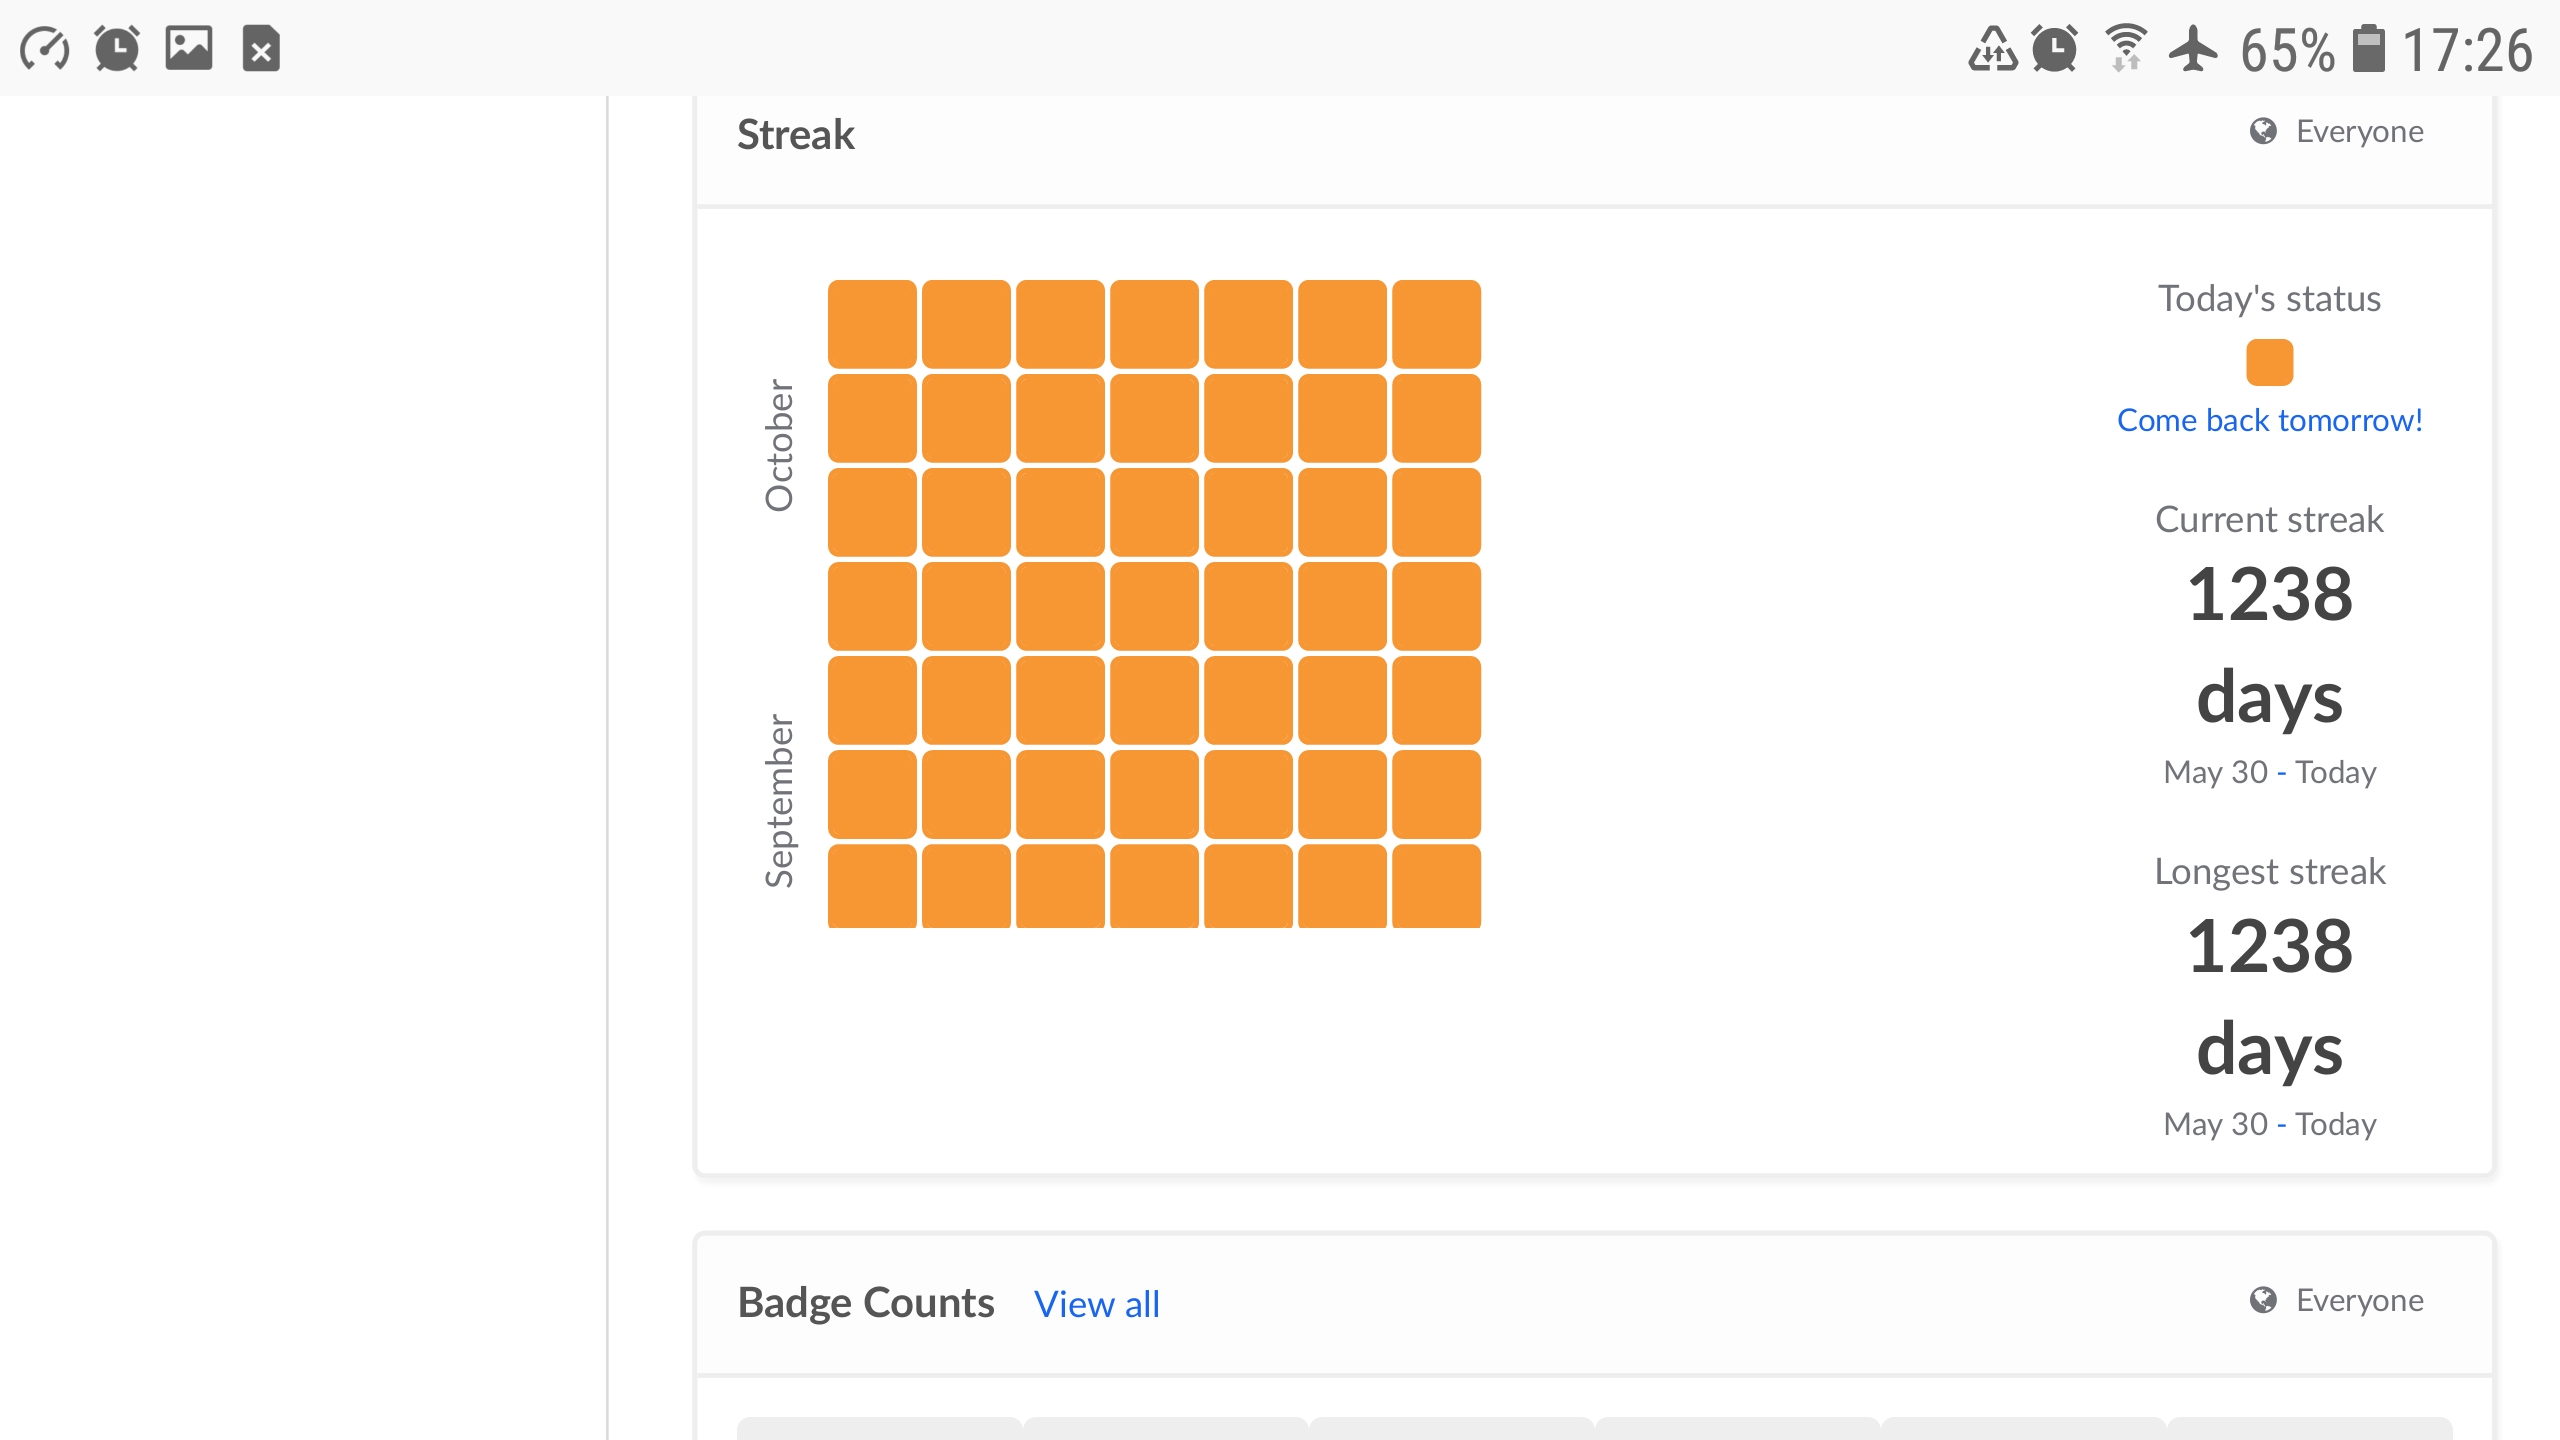 65% 17:26
Streak
Everyone
October
September
Today's status
Come back tomorrow!
Current streak
1238
days
May 30 - Today
Longest streak
1238
days
May 30 - Today
Badge Counts View all
Everyone